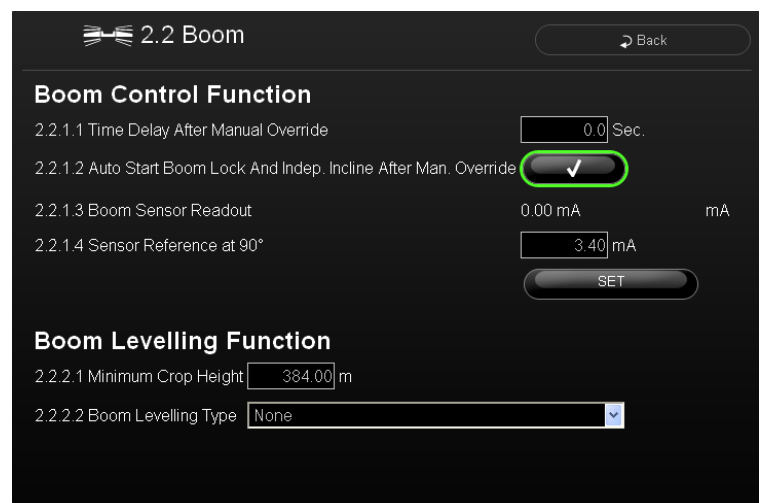 2.2 Boom
Back
Boom Control Function
2.2.1.1 Time Delay After Manual Override 0.0 Sec.
2.2.1.2 Auto Start Boom Lock And Indep. Incline After Man. Override
2.2.1.3 Boom Sensor Readout 0.00 mA mA
2.2.1.4 Sensor Reference at 90° 3.40 mA
SET
Boom Levelling Function
2.2.2.1 Minimum Crop Height 384.00 m
2.2.2.2 Boom Levelling Type None